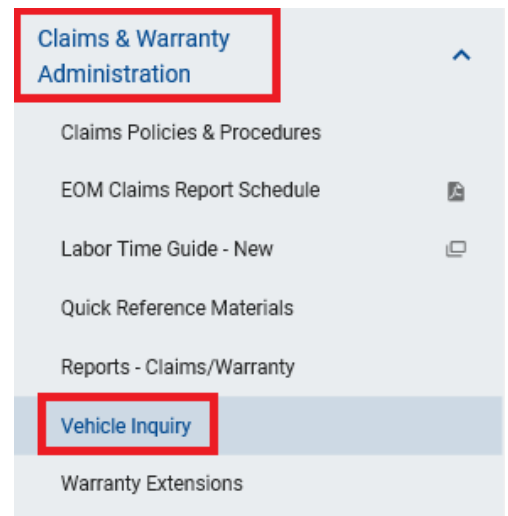 Claims & Warranty
Administration
Claims Policies & Procedures
EOM Claims Report Schedule
Labor Time Guide - New
Quick Reference Materials
Reports - Claims/Warranty
Vehicle Inquiry
Warranty Extensions